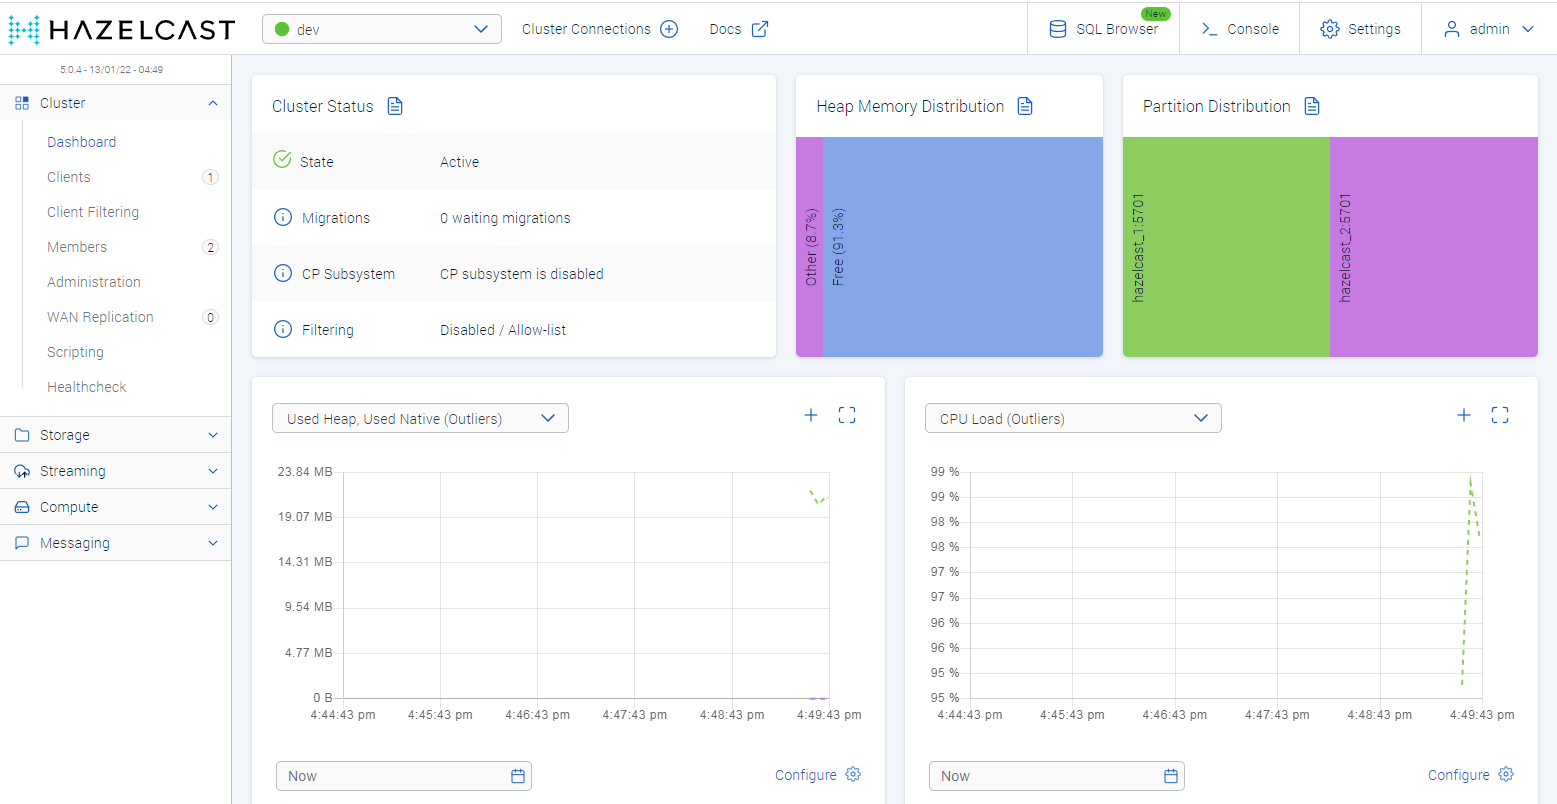 HAZELCAST
dev
Cluster Connections
Docs
SQL Browser
New
Console
Settings
admin
5.0.4 - 13/01/22 - 04:49
Cluster
Dashboard
Clients 1
Client Filtering
Members 2
Administration
WAN Replication 0
Scripting
Healthcheck
Storage
Streaming
Compute
Messaging
Cluster Status
State Active
Migrations 0 waiting migrations
CP Subsystem CP subsystem is disabled
Filtering Disabled / Allow-list
Heap Memory Distribution
Other (8.7%)
Free (91.3%)
Partition Distribution
hazelcast_1:5701
hazelcast_2:5701
Used Heap, Used Native (Outliers)
23.84 MB
19.07 MB
14.31 MB
9.54 MB
4.77 MB
0 B
4:44:43 pm 4:45:43 pm 4:46:43 pm 4:47:43 pm 4:48:43 pm 4:49:43 pm
Now
Configure
CPU Load (Outliers)
99 %
99 %
98 %
98 %
97 %
97 %
96 %
96 %
95 %
95 %
4:44:43 pm 4:45:43 pm 4:46:43 pm 4:47:43 pm 4:48:43 pm 4:49:43 pm
Now
Configure